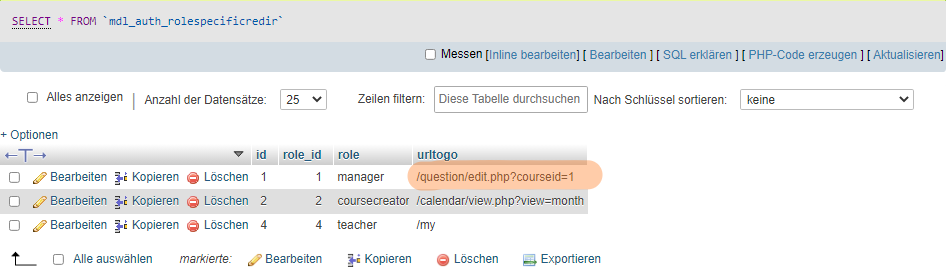 SELECT * FROM `mdl_auth_rolespecificredir`
Messen [Inline bearbeiten] [ Bearbeiten ] [ SQL erklären ] [ PHP-Code erzeugen ] [ Aktualisieren]
Alles anzeigen | Anzahl der Datensätze: 25 Zeilen filtern: Diese Tabelle durchsuchen Nach Schlüssel sortieren: keine
+ Optionen
←T→ id role_id role urltogo
Bearbeiten Kopieren Löschen 1 1 manager /question/edit.php?courseid=1
Bearbeiten Kopieren Löschen 2 2 coursecreator /calendar/view.php?view=month
Bearbeiten Kopieren Löschen 4 4 teacher /my
Alle auswählen markierte: Bearbeiten Kopieren Löschen Exportieren